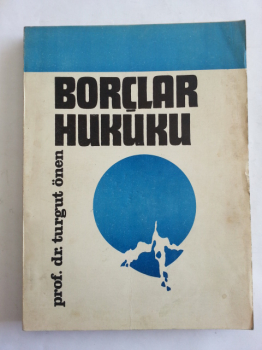 BORÇLAR
HUKUKU
prof. dr. turgut önen